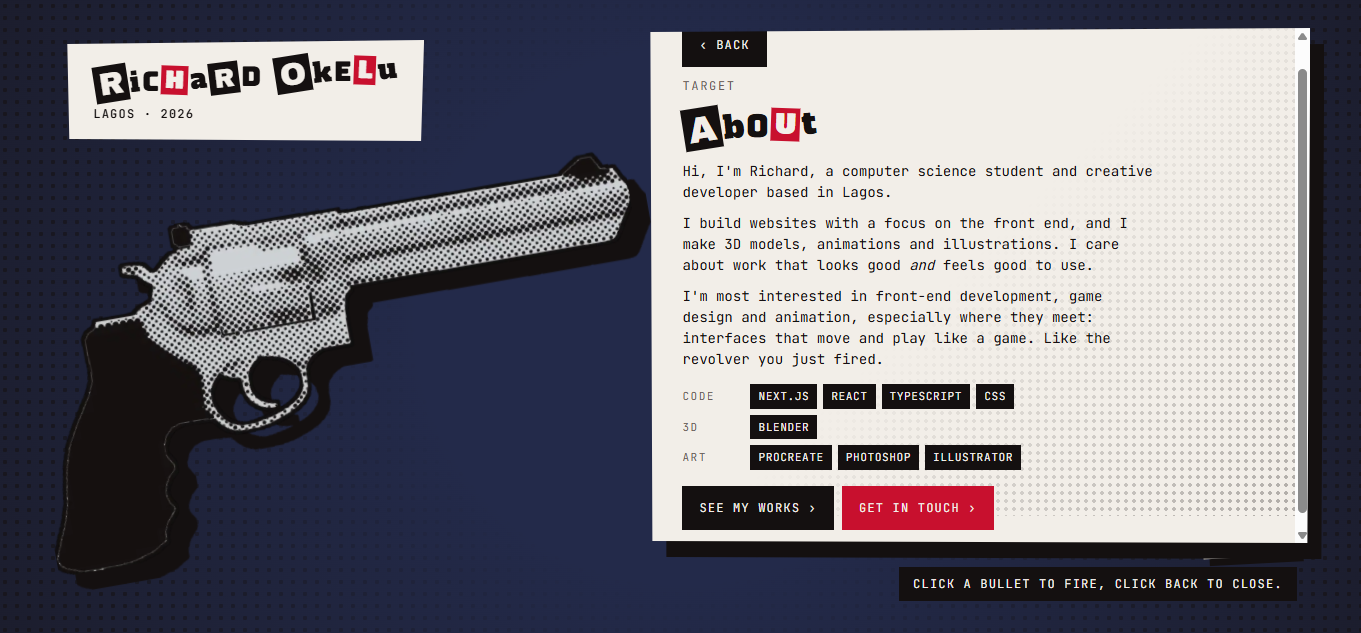 RicHaRD OkELu
LAGOS · 2026
‹ BACK
TARGET
AbOUt
Hi, I'm Richard, a computer science student and creative
developer based in Lagos.
I build websites with a focus on the front end, and I
make 3D models, animations and illustrations. I care
about work that looks good and feels good to use.
I'm most interested in front-end development, game
design and animation, especially where they meet:
interfaces that move and play like a game. Like the
revolver you just fired.
CODE NEXT.JS REACT TYPESCRIPT CSS
3D BLENDER
ART PROCREATE PHOTOSHOP ILLUSTRATOR
SEE MY WORKS › GET IN TOUCH ›
CLICK A BULLET TO FIRE, CLICK BACK TO CLOSE.